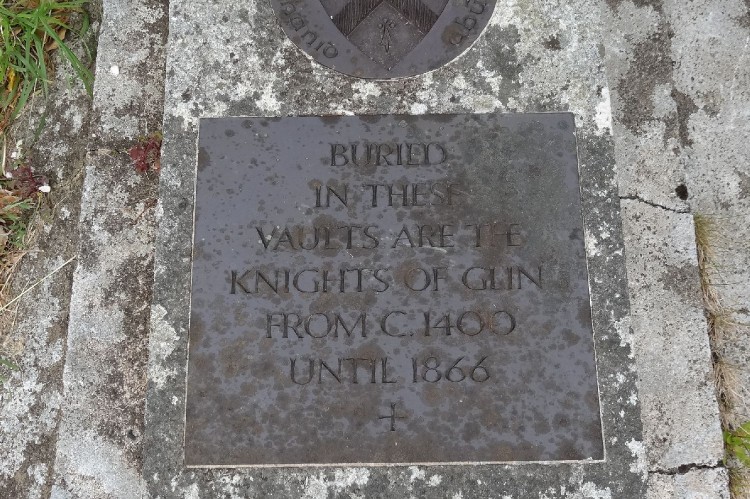 BURIED
IN THESE
VAULTS ARE THE
KNIGHTS OF GLIN
FROM C. 1400
UNTIL 1866